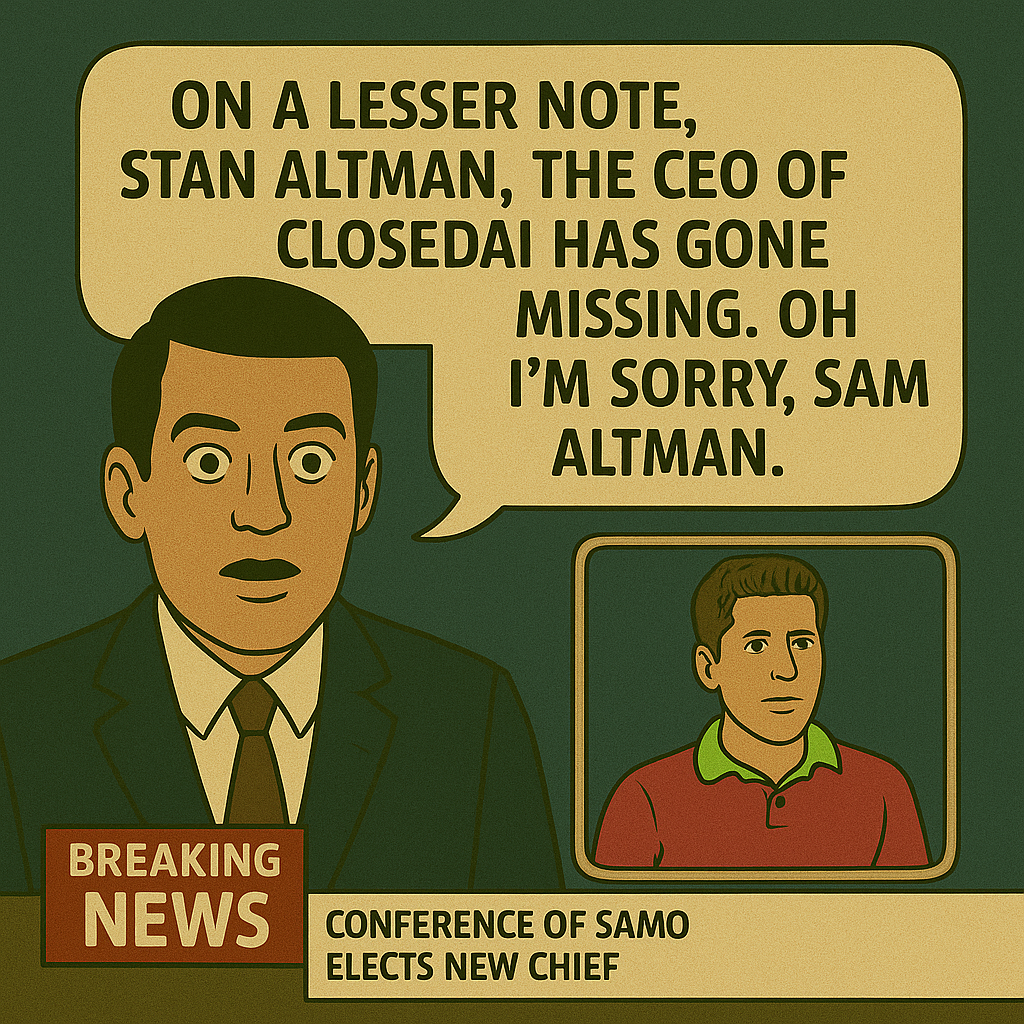 ON A LESSER NOTE,
STAN ALTMAN, THE CEO OF
CLOSEDAI HAS GONE
MISSING. OH
I'M SORRY, SAM
ALTMAN.
BREAKING
NEWS
CONFERENCE OF SAMO
ELECTS NEW CHIEF